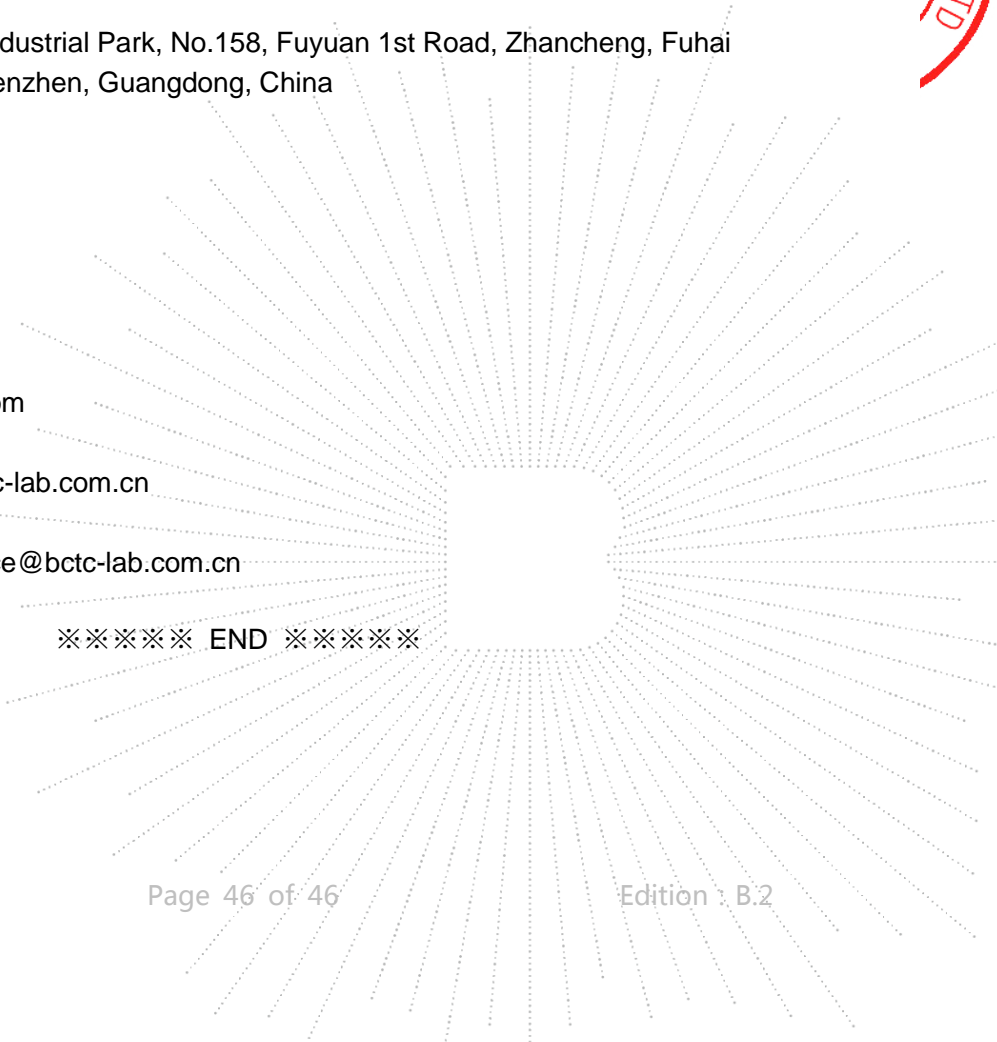 dustrial Park, No.158, Fuyuan 1st Road, Zhancheng, Fuhai
enzhen, Guangdong, China
om
c-lab.com.cn
e@bctc-lab.com.cn
※※※※※ END ※※※※※
Page 46 of 46 Edition : B.2
TD